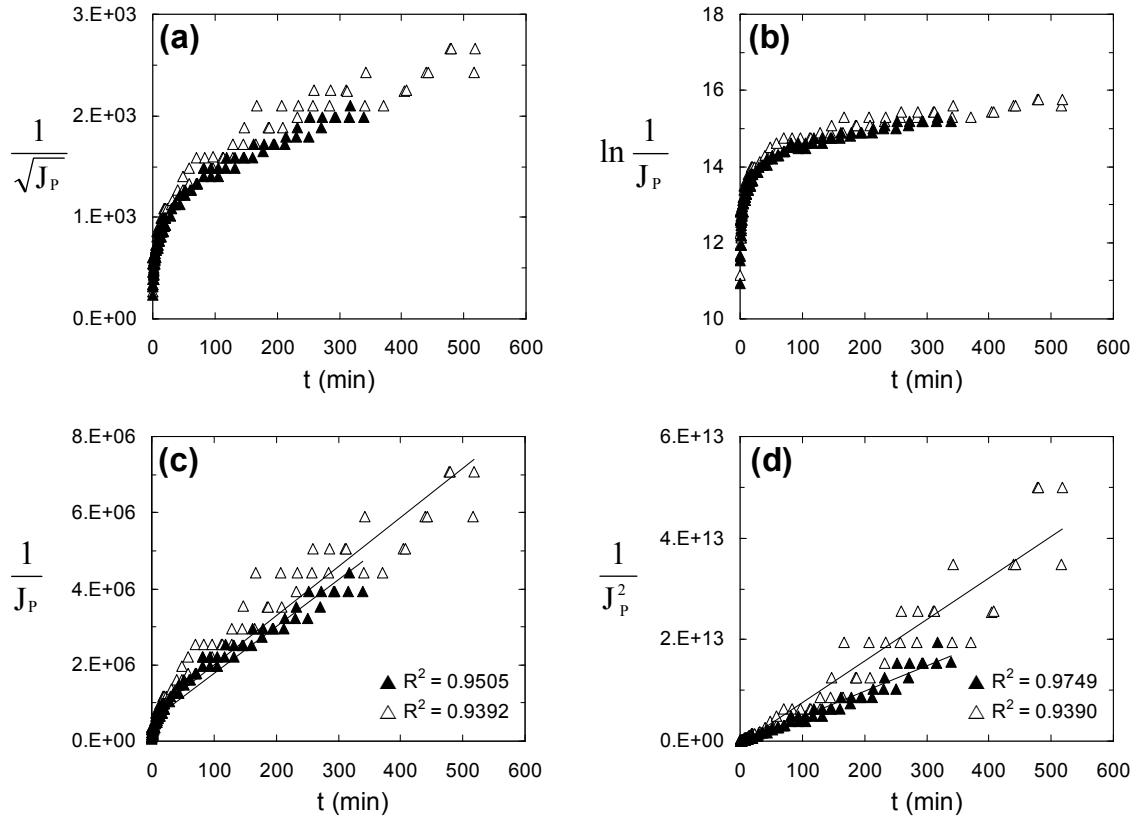 (a)
1
√J_P
3.E+03
2.E+03
1.E+03
0.E+00
0 100 200 300 400 500 600
t (min)
(b)
ln 1
J_P
18
16
14
12
10
0 100 200 300 400 500 600
t (min)
(c)
1
J_P
8.E+06
6.E+06
4.E+06
2.E+06
0.E+00
▲ R² = 0.9505
△ R² = 0.9392
0 100 200 300 400 500 600
t (min)
(d)
1
J_P²
6.E+13
4.E+13
2.E+13
0.E+00
▲ R² = 0.9749
△ R² = 0.9390
0 100 200 300 400 500 600
t (min)